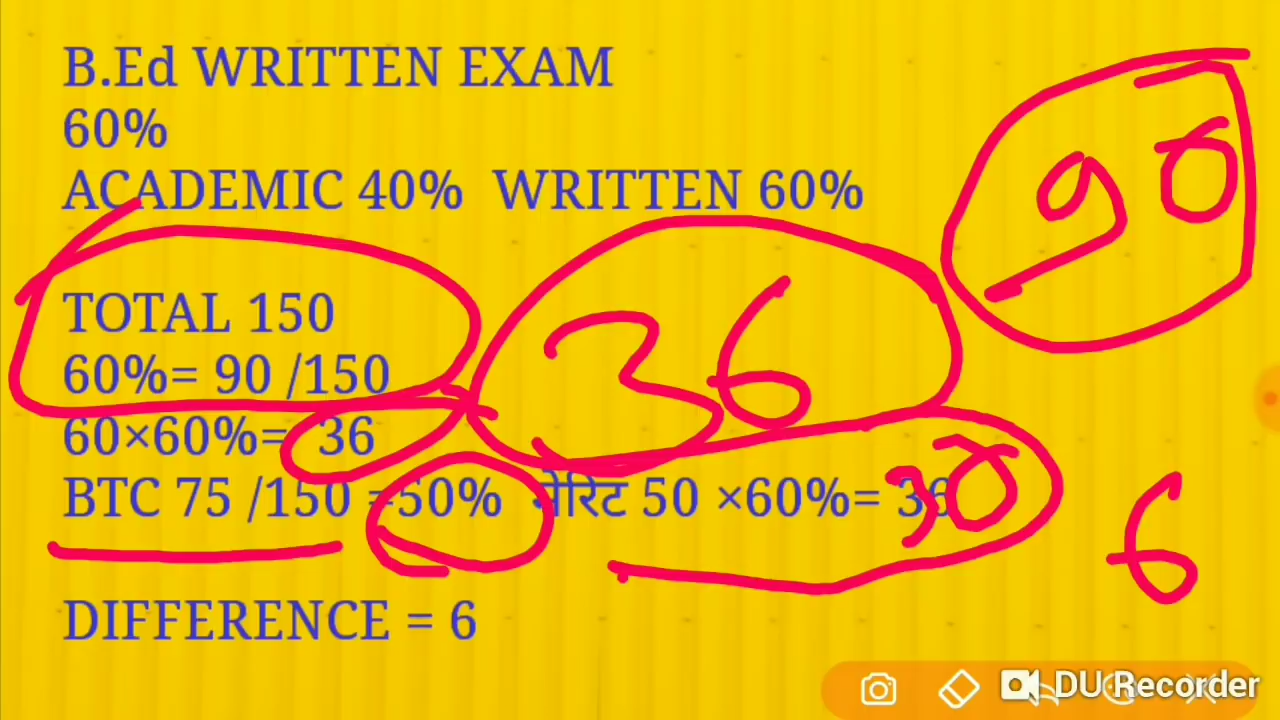 B.Ed WRITTEN EXAM
60%
ACADEMIC 40% WRITTEN 60%
90
TOTAL 150
60%= 90 /150
36
60×60%= 36
BTC 75 /150 =50% मेरिट 50 ×60%= 36
30
6
DIFFERENCE = 6
DU Recorder